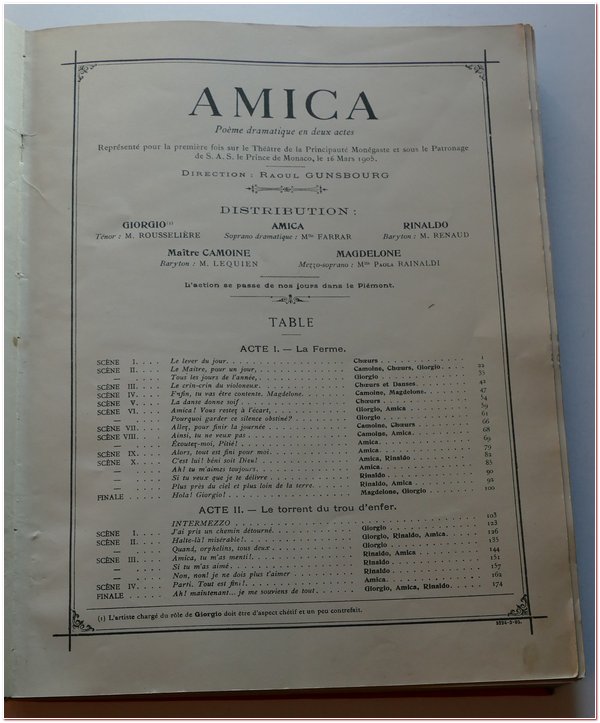 AMICA
Poème dramatique en deux actes
Représenté pour la première fois sur le Théâtre de la Principauté Monégaste et sous le Patronage
de S. A. S. le Prince de Monaco, le 16 Mars 1905.
DIRECTION : RAOUL GUNSBOURG
DISTRIBUTION :
GIORGIO(1) AMICA RINALDO
Ténor : M. ROUSSELIÈRE Soprano dramatique : Mlle FARRAR Baryton : M. RENAUD
Maître CAMOINE MAGDELONE
Baryton : M. LEQUIEN Mezzo-soprano : Mme PAOLA RAINALDI
L'action se passe de nos jours dans le Piémont.
TABLE
ACTE I. — La Ferme.
SCÈNE I. Le lever du jour. Chœurs 1
SCÈNE II. Le Maître, pour un jour, Camoine, Chœurs, Giorgio 22
— Tous les jours de l'année, Giorgio 33
SCÈNE III. Le crin-crin du violoneux. Chœurs et Danses. 42
SCÈNE IV. Enfin, tu vas être contente, Magdelone. Camoine, Magdelone. 47
SCÈNE V. La danse donne soif Chœurs 54
SCÈNE VI. Amica! Vous restez à l'écart, Giorgio, Amica 59
— Pourquoi garder ce silence obstiné? Giorgio 61
SCÈNE VII. Allez, pour finir la journée Camoine, Chœurs 66
SCÈNE VIII. Ainsi, tu ne veux pas Camoine, Amica. 68
— Écoutez-moi, Pitié! Amica. 69
SCÈNE IX. Alors, tout est fini pour moi. Amica. 79
SCÈNE X. C'est lui! béni soit Dieu! Amica, Rinaldo 82
— Ah! tu m'aimes toujours. Amica. 85
— Si tu veux que je te délivre Rinaldo 90
— Plus près du ciel et plus loin de la terre. Rinaldo, Amica 92
FINALE Hola! Giorgio! Magdelone, Giorgio 100
ACTE II. — Le torrent du trou d'enfer.
INTERMEZZO 103
SCÈNE I. J'ai pris un chemin détourné. Giorgio 123
SCÈNE II. Halte-là! misérable! Giorgio, Rinaldo, Amica. 126
— Quand, orphelins, tous deux Giorgio 135
SCÈNE III. Amica, tu m'as menti! Rinaldo, Amica 144
— Si tu m'as aimé Rinaldo 151
— Non, non! je ne dois plus t'aimer Rinaldo 157
SCÈNE IV. Parti. Tout est fini! Amica. 162
FINALE Ah! maintenant... je me souviens de tout Giorgio, Amica, Rinaldo 174
(1) L'artiste chargé du rôle de Giorgio doit être d'aspect chétif et un peu contrefait.